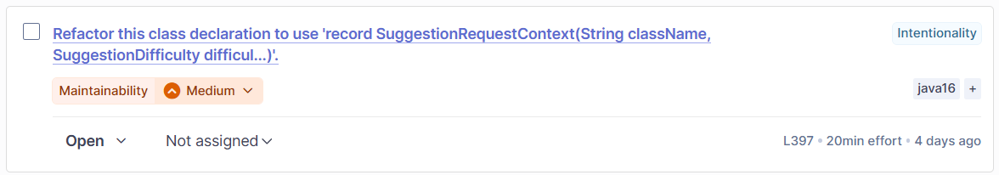 Refactor this class declaration to use 'record SuggestionRequestContext(String className,
SuggestionDifficulty difficul...)'.
Intentionality
Maintainability Medium
java16 +
Open Not assigned
L397 • 20min effort • 4 days ago